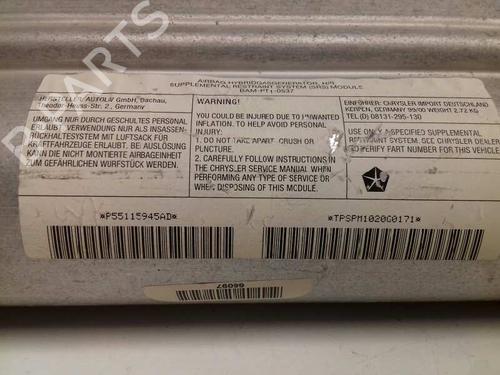 AIRBAG HYBRIDGASGENERATOR, N/6
SUPPLEMENTAL RESTRAINT SYSTEM (SRS) MODULE
BAM-PT1-0537
HERSTELLER AUTOLIV GmbH, Dachau,
Theodor-Heuss-Str. 2, Germany
UMGANG NUR DURCH GESCHULTES PERSONAL
ERLAUBT. VERWENDUNG NUR ALS INSASSEN-
RÜCKHALTESYSTEM MIT LUFTSACK FÜR
KRAFTFAHRZEUGE ERLAUBT. BEI AUSLÖSUNG
KANN DIE NICHT MONTIERTE AIRBAGEINHEIT
ZUM GEFÄHRLICHEN WURFSTÜCK WERDEN.
WARNING:
YOU COULD BE INJURED DUE TO UNWANTED
INFLATION. TO HELP AVOID PERSONAL
INJURY:
1. DO NOT TAKE APART, CRUSH OR
PUNCTURE.
2. CAREFULLY FOLLOW INSTRUCTIONS IN
THE CHRYSLER SERVICE MANUAL WHEN
PERFORMING ANY TYPE OF SERVICE OR
WHEN DISPOSING OF THIS MODULE.
EINFÜHRER: CHRYSLER IMPORT DEUTSCHLAND
KERPEN, GERMANY 99/00 WEIGHT 2.72 KG
TEL.(D) 08131-295-130
USE ONLY A SPECIFIED SUPPLEMENTAL
RESTRAINT SYSTEM. SEE CHRYSLER DEALER
TO VERIFY PART NUMBER FOR THIS VEHICLE
*P55115945AD*
*TPSPM1020G0171*
66097
B-PARTS